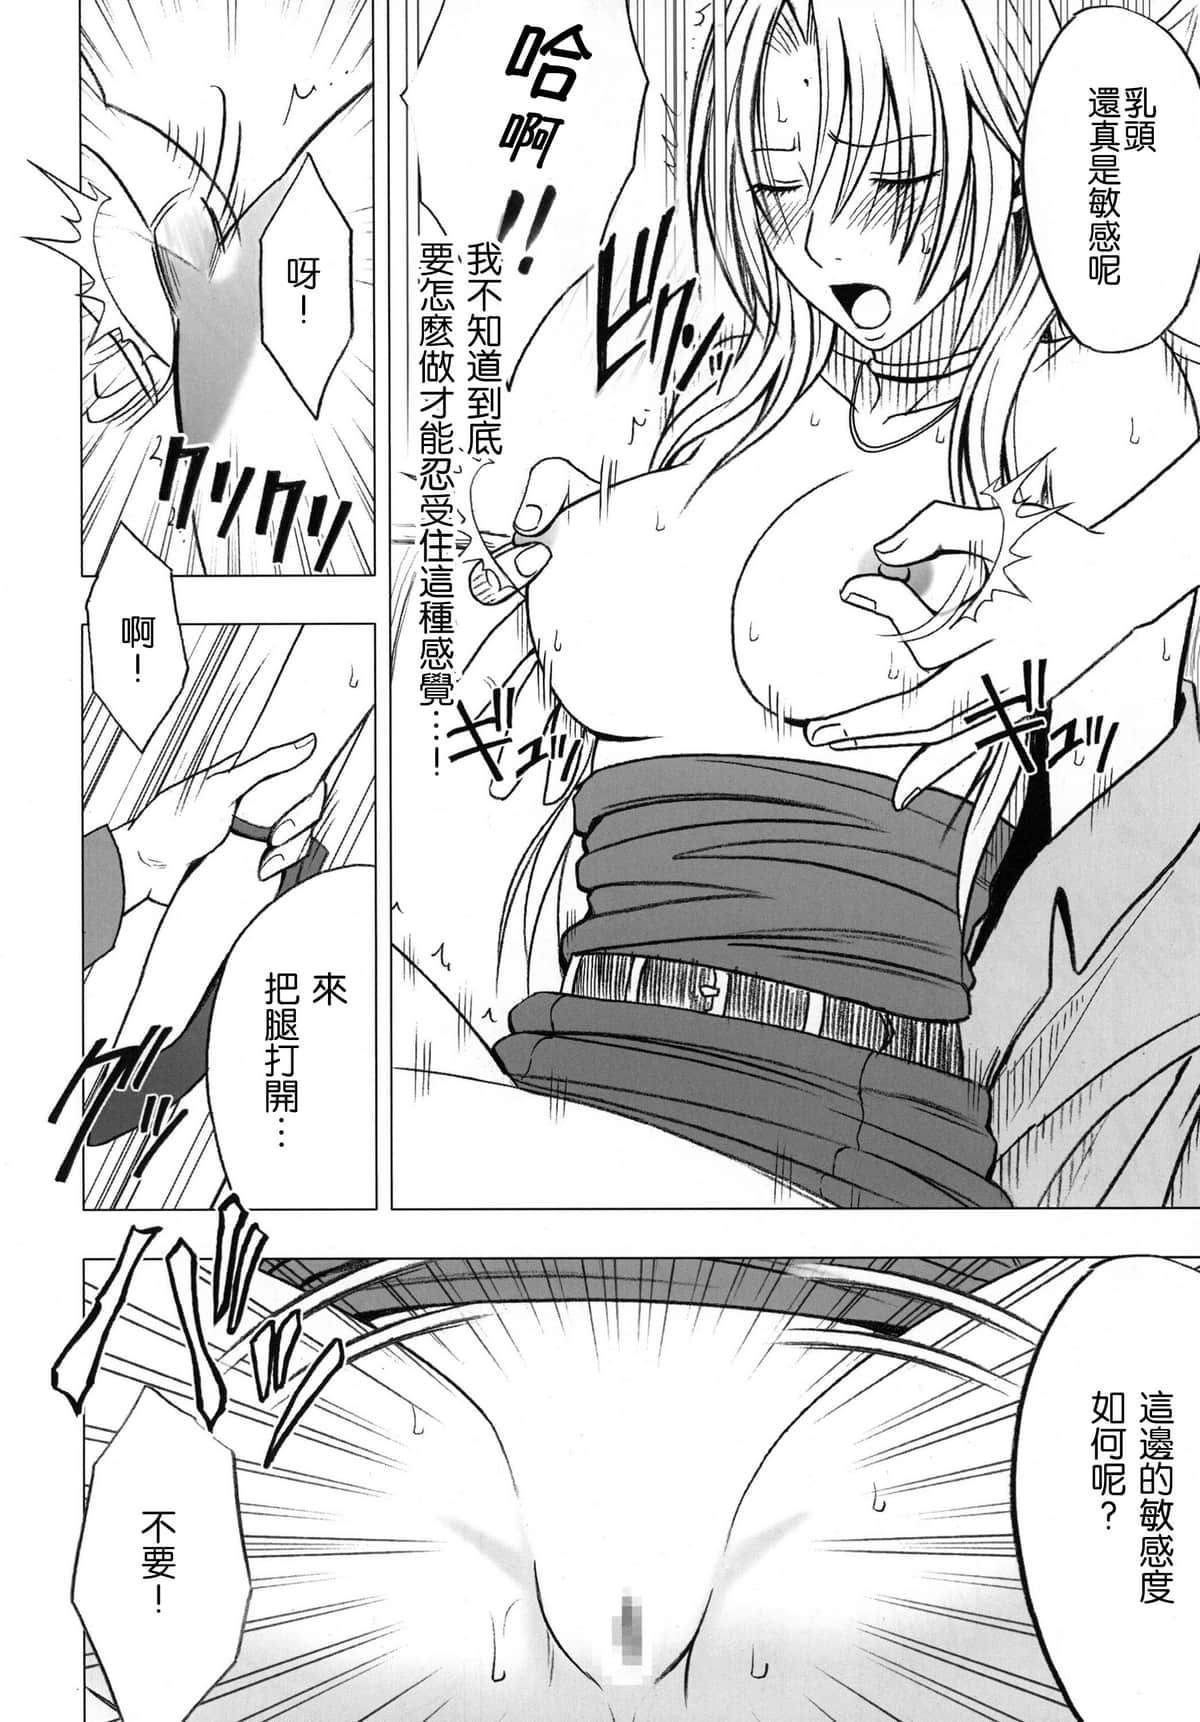 乳頭
還真是敏感呢
哈
啊
!!
ビクンッ
我不知道到底
要怎麽做才能忍受住這種感覺…!
ギュッ
ギュッ
呀!
クリクリ
啊!
來
把腿打開…
グッ
這邊的敏感度
如何呢?
不要!